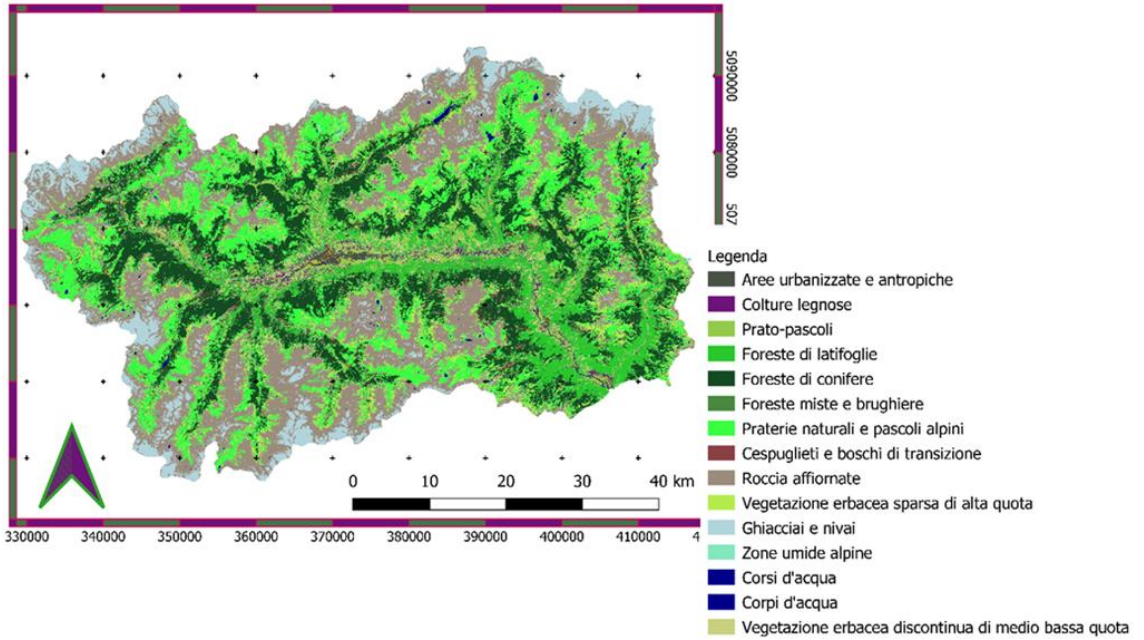 5090000
5080000
507
Legenda
Aree urbanizzate e antropiche
Colture legnose
Prato-pascoli
Foreste di latifoglie
Foreste di conifere
Foreste miste e brughiere
Praterie naturali e pascoli alpini
Cespuglieti e boschi di transizione
Roccia affiornate
Vegetazione erbacea sparsa di alta quota
Ghiacciai e nivai
Zone umide alpine
Corsi d'acqua
Corpi d'acqua
Vegetazione erbacea discontinua di medio bassa quota
0 10 20 30 40 km
330000 340000 350000 360000 370000 380000 390000 400000 410000 4